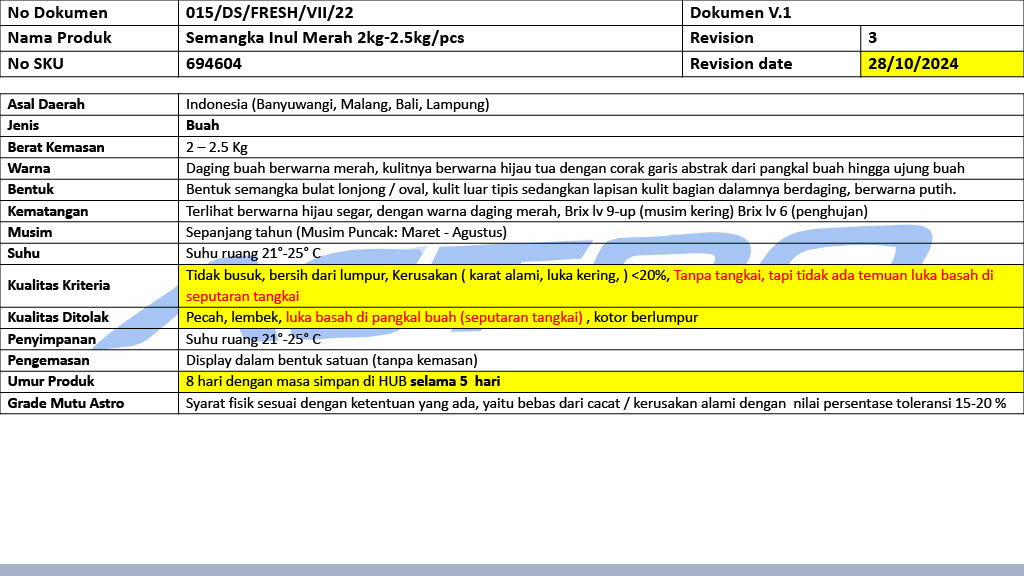 No Dokumen 015/DS/FRESH/VII/22 Dokumen V.1
Nama Produk Semangka Inul Merah 2kg-2.5kg/pcs Revision 3
No SKU 694604 Revision date 28/10/2024
Asal Daerah Indonesia (Banyuwangi, Malang, Bali, Lampung)
Jenis Buah
Berat Kemasan 2 – 2.5 Kg
Warna Daging buah berwarna merah, kulitnya berwarna hijau tua dengan corak garis abstrak dari pangkal buah hingga ujung buah
Bentuk Bentuk semangka bulat lonjong / oval, kulit luar tipis sedangkan lapisan kulit bagian dalamnya berdaging, berwarna putih.
Kematangan Terlihat berwarna hijau segar, dengan warna daging merah, Brix lv 9-up (musim kering) Brix lv 6 (penghujan)
Musim Sepanjang tahun (Musim Puncak: Maret - Agustus)
Suhu Suhu ruang 21°-25° C
Kualitas Kriteria Tidak busuk, bersih dari lumpur, Kerusakan ( karat alami, luka kering, ) <20%, Tanpa tangkai, tapi tidak ada temuan luka basah di
seputaran tangkai
Kualitas Ditolak Pecah, lembek, luka basah di pangkal buah (seputaran tangkai) , kotor berlumpur
Penyimpanan Suhu ruang 21°-25° C
Pengemasan Display dalam bentuk satuan (tanpa kemasan)
Umur Produk 8 hari dengan masa simpan di HUB selama 5 hari
Grade Mutu Astro Syarat fisik sesuai dengan ketentuan yang ada, yaitu bebas dari cacat / kerusakan alami dengan nilai persentase toleransi 15-20 %